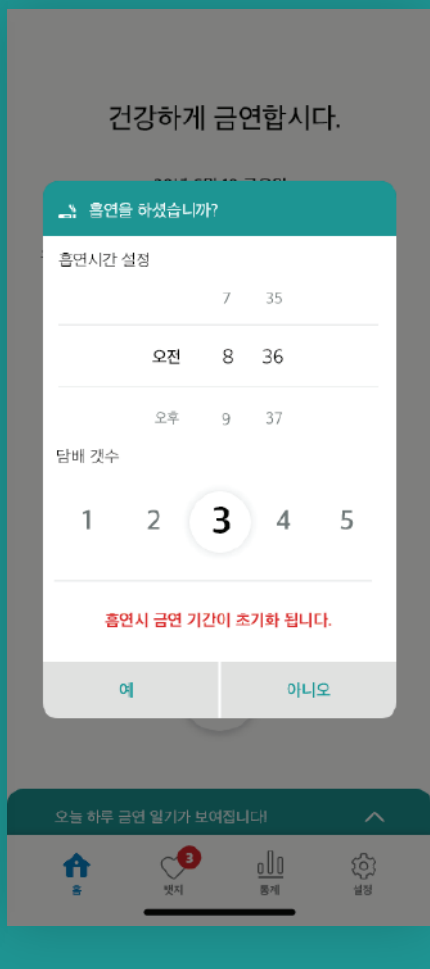 건강하게 금연합시다.
흡연을 하셨습니까?
흡연시간 설정
7 35
오전 8 36
오후 9 37
담배 갯수
1 2 3 4 5
흡연시 금연 기간이 초기화 됩니다.
예 아니오
오늘 하루 금연 일기가 보여집니다!
3
홈 뱃지 통계 설정